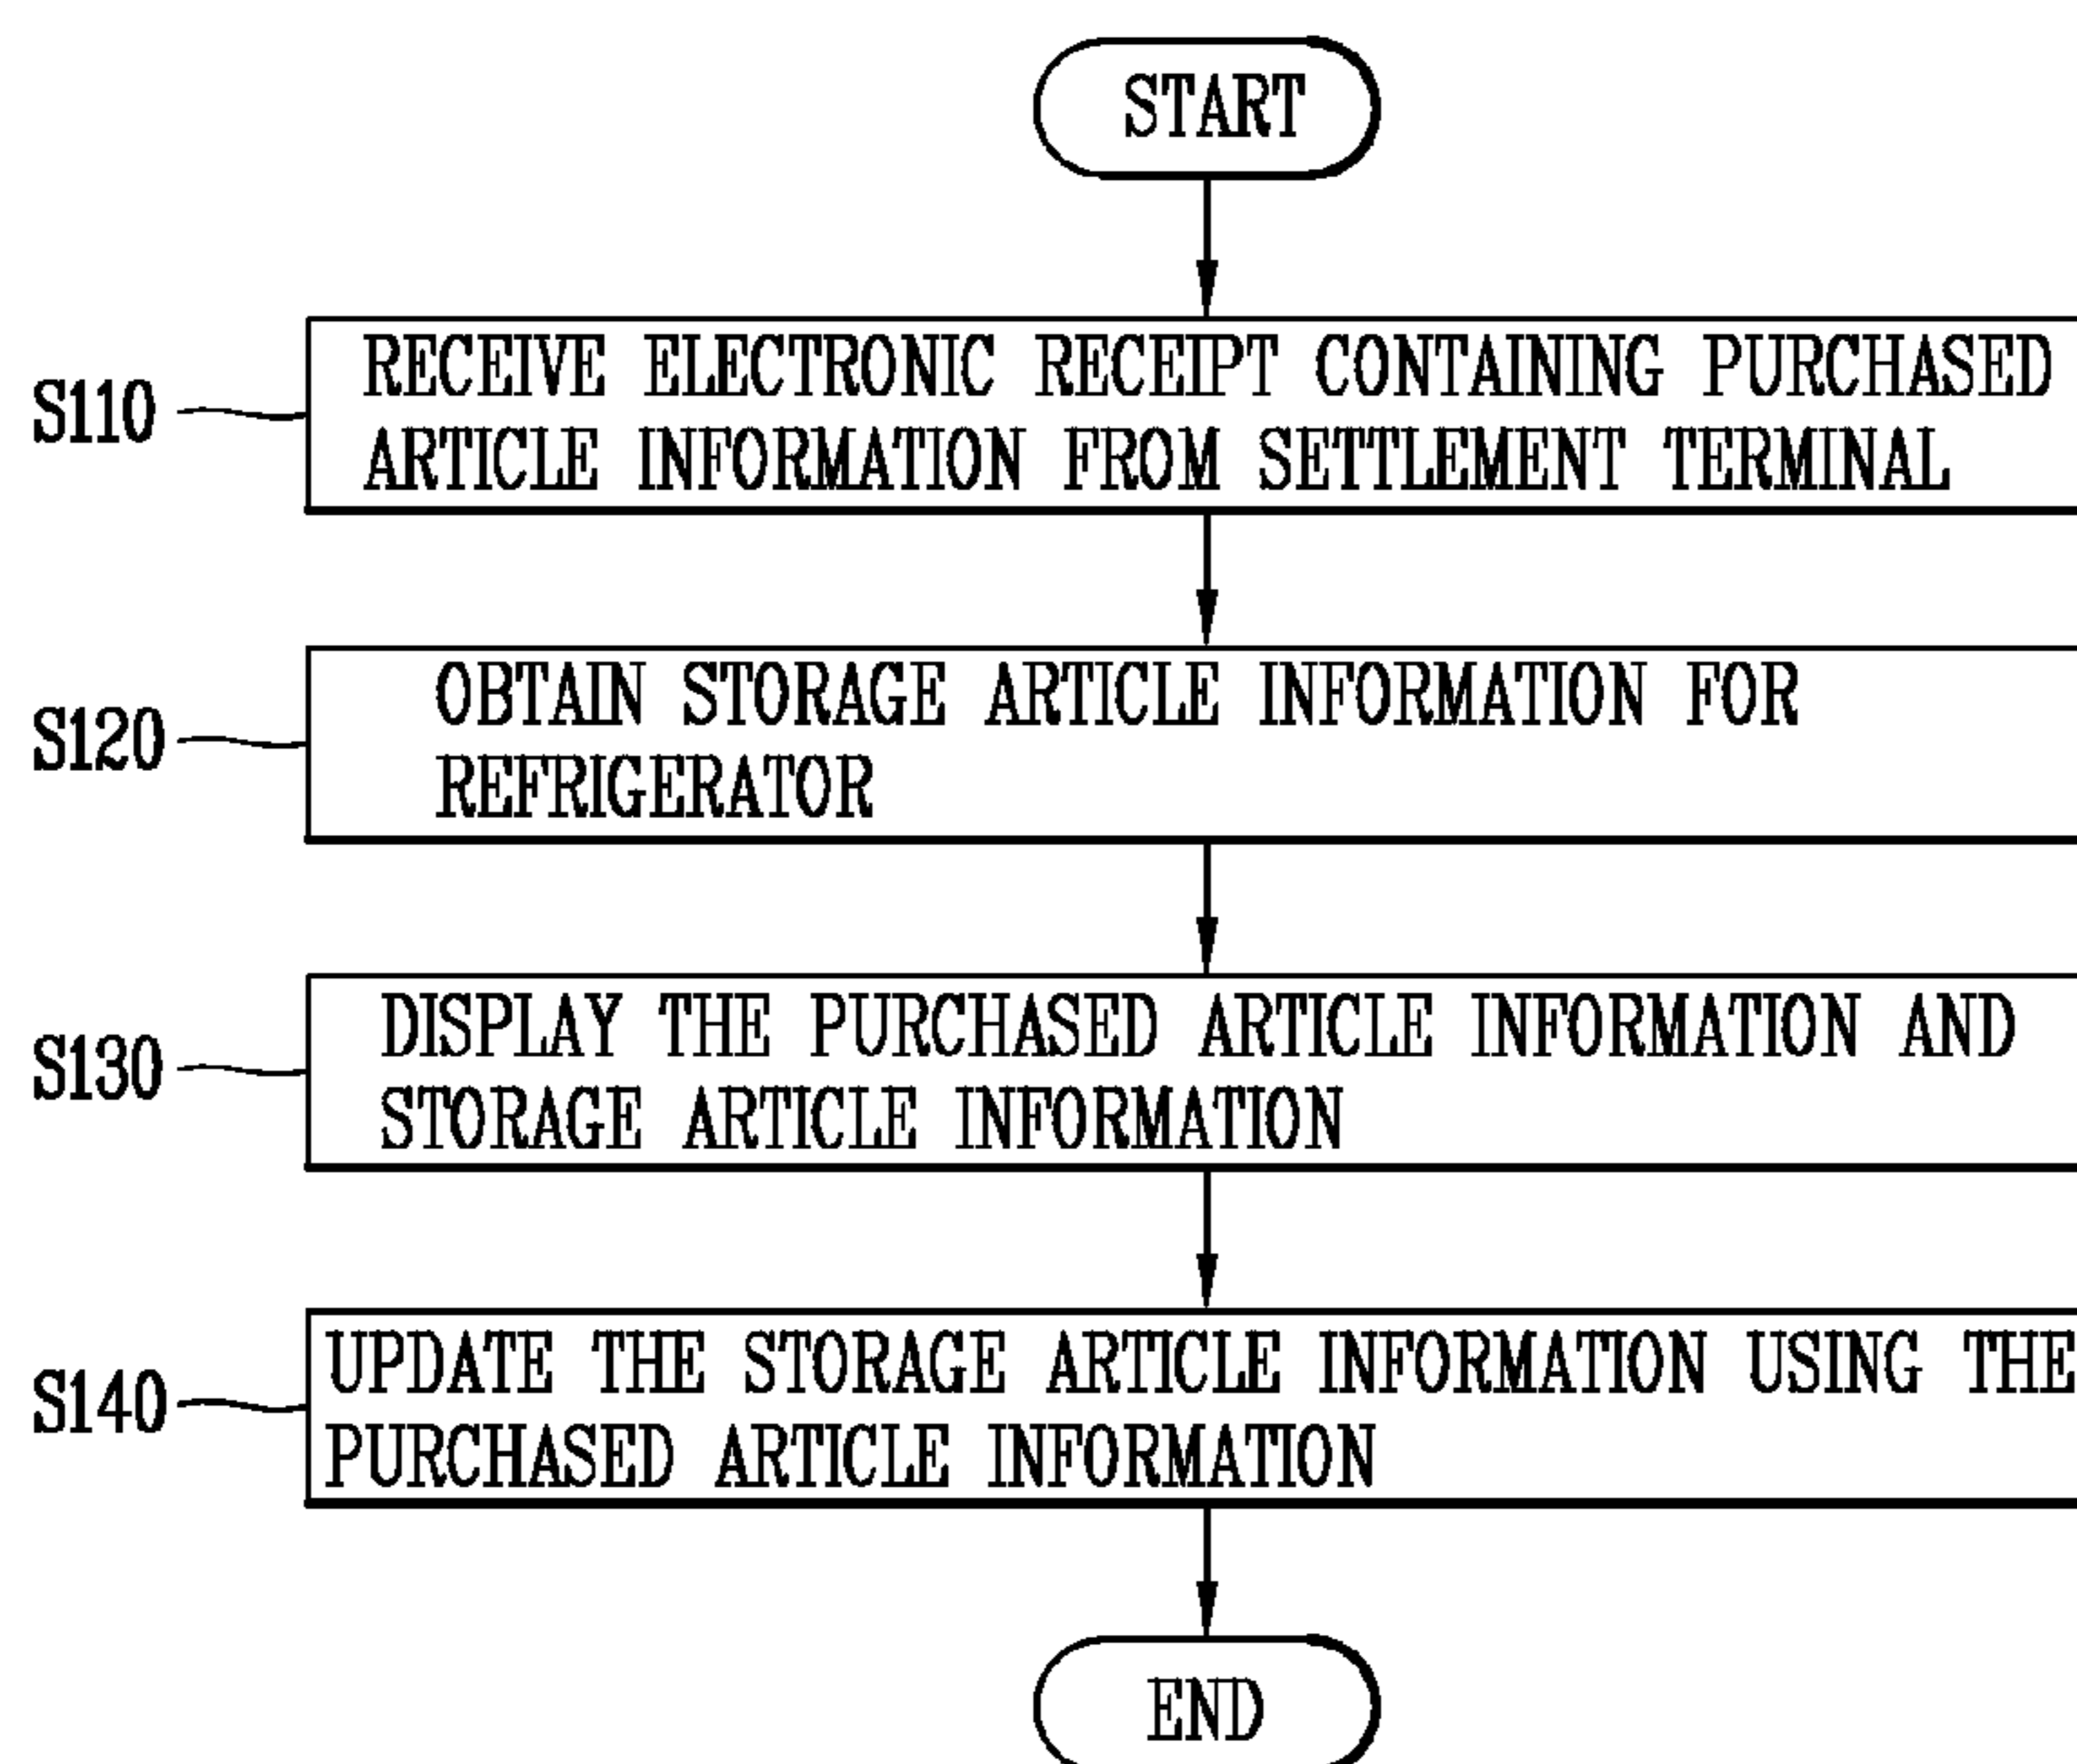 START
S110
RECEIVE ELECTRONIC RECEIPT CONTAINING PURCHASED
ARTICLE INFORMATION FROM SETTLEMENT TERMINAL
S120
OBTAIN STORAGE ARTICLE INFORMATION FOR
REFRIGERATOR
S130
DISPLAY THE PURCHASED ARTICLE INFORMATION AND
STORAGE ARTICLE INFORMATION
S140
UPDATE THE STORAGE ARTICLE INFORMATION USING THE
PURCHASED ARTICLE INFORMATION
END